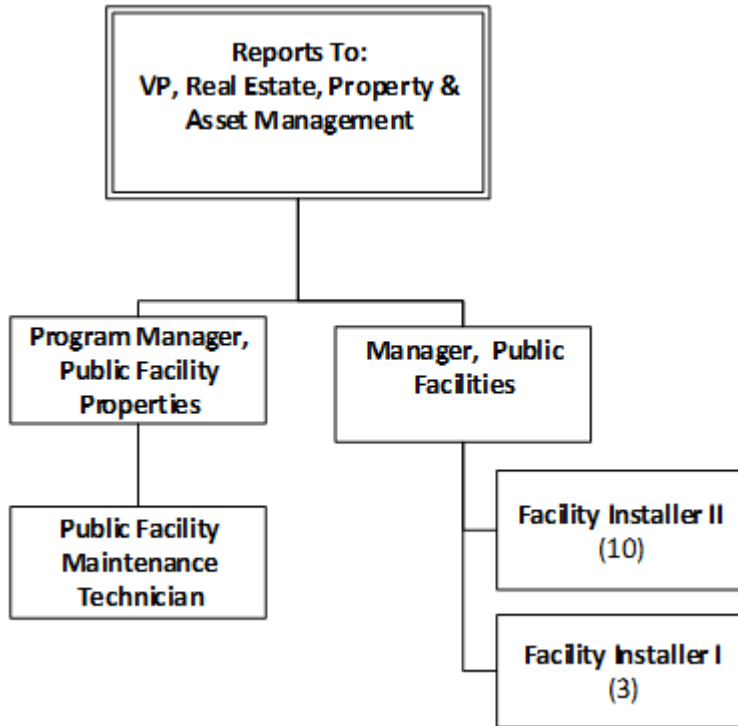 Reports To:
VP, Real Estate, Property &
Asset Management
Program Manager,
Public Facility
Properties
Manager, Public
Facilities
Public Facility
Maintenance
Technician
Facility Installer II
(10)
Facility Installer I
(3)